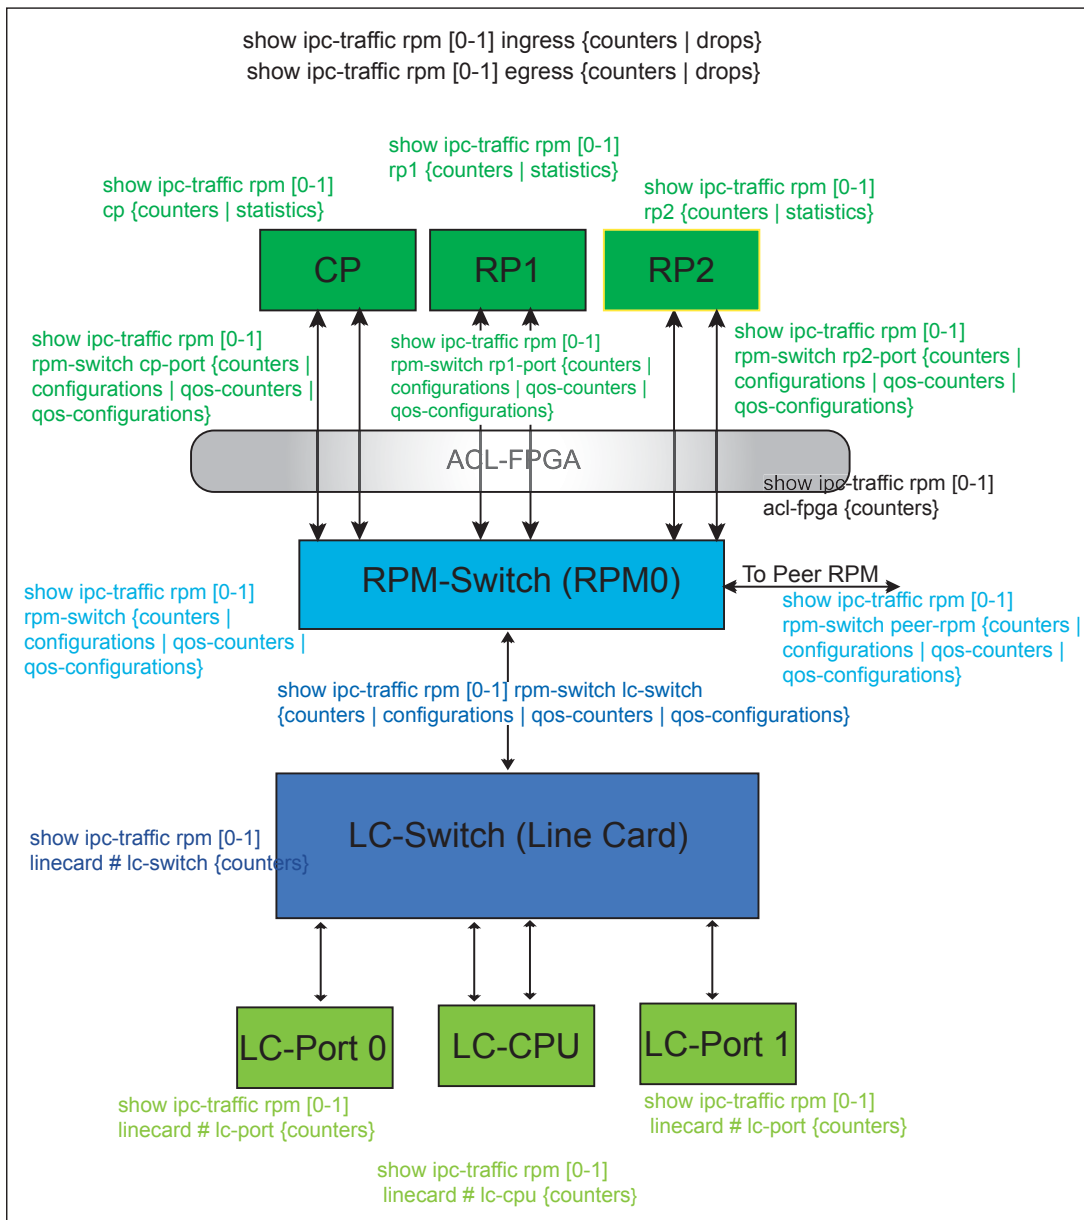 show ipc-traffic rpm [0-1] ingress {counters | drops}
show ipc-traffic rpm [0-1] egress {counters | drops}
show ipc-traffic rpm [0-1]
rp1 {counters | statistics}
show ipc-traffic rpm [0-1]
cp {counters | statistics}
show ipc-traffic rpm [0-1]
rp2 {counters | statistics}
CP
RP1
RP2
show ipc-traffic rpm [0-1]
rpm-switch cp-port {counters |
configurations | qos-counters |
qos-configurations}
show ipc-traffic rpm [0-1]
rpm-switch rp1-port {counters |
configurations | qos-counters |
qos-configurations}
show ipc-traffic rpm [0-1]
rpm-switch rp2-port {counters |
configurations | qos-counters |
qos-configurations}
ACL-FPGA
show ipc-traffic rpm [0-1]
acl-fpga {counters}
RPM-Switch (RPM0)
To Peer RPM
show ipc-traffic rpm [0-1]
rpm-switch {counters |
configurations | qos-counters |
qos-configurations}
show ipc-traffic rpm [0-1]
rpm-switch peer-rpm {counters |
configurations | qos-counters |
qos-configurations}
show ipc-traffic rpm [0-1] rpm-switch lc-switch
{counters | configurations | qos-counters | qos-configurations}
LC-Switch (Line Card)
show ipc-traffic rpm [0-1]
linecard # lc-switch {counters}
LC-Port 0
LC-CPU
LC-Port 1
show ipc-traffic rpm [0-1]
linecard # lc-port {counters}
show ipc-traffic rpm [0-1]
linecard # lc-port {counters}
show ipc-traffic rpm [0-1]
linecard # lc-cpu {counters}